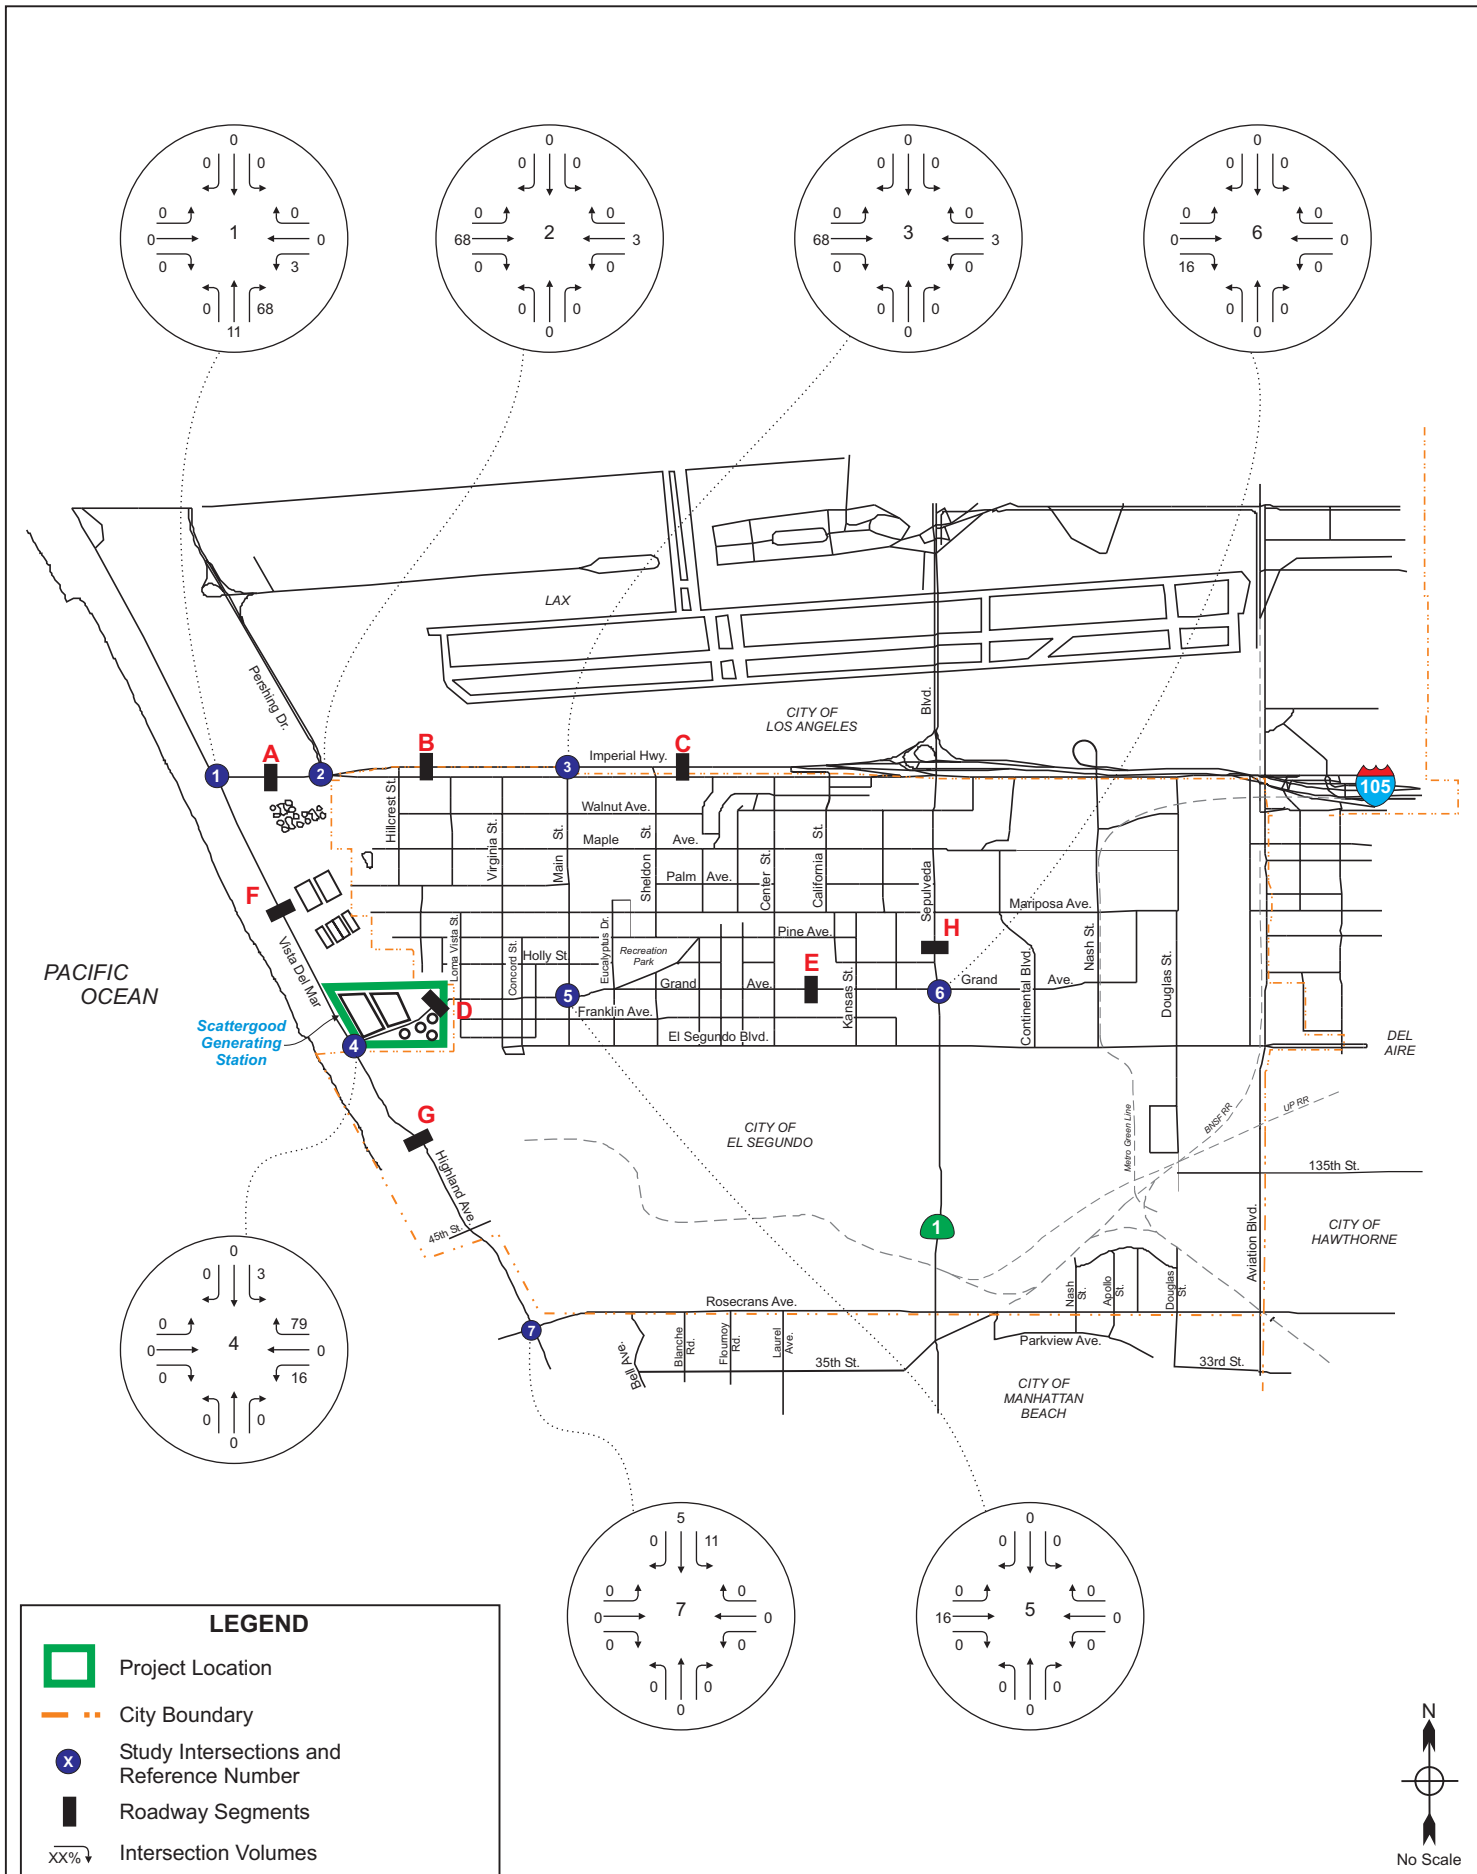 0
0
0
0
0
0
1
0
0
3
0
68
11
0
0
0
0
0
68
2
3
0
0
0
0
0
0
0
0
0
0
68
3
3
0
0
0
0
0
0
0
0
0
0
0
6
0
16
0
0
0
0
LAX
Pershing Dr.
CITY OF
LOS ANGELES
Blvd.
A
B
C
Imperial Hwy.
1
2
3
105
Hillcrest St.
Walnut Ave.
Virginia St.
Main St.
Maple Ave.
Sheldon St.
Palm Ave.
Center St.
California St.
Sepulveda
Mariposa Ave.
F
Vista Del Mar
Loma Vista St.
Concord St.
Holly St.
Eucalyptus Dr.
Recreation
Park
Pine Ave.
H
E
Nash St.
Douglas St.
Continental Blvd.
PACIFIC
OCEAN
Grand Ave.
Grand Ave.
5
6
D
Franklin Ave.
Kansas St.
Scattergood
Generating
Station
4
El Segundo Blvd.
DEL
AIRE
G
Highland Ave.
45th St.
CITY OF
EL SEGUNDO
Metro Green Line
BNSF RR
UP RR
135th St.
1
Aviation Blvd.
CITY OF
HAWTHORNE
Rosecrans Ave.
Nash
St.
Apollo
St.
Douglas
St.
7
Bell Ave.
Blanche
Rd.
Flournoy
Rd.
Laurel
Ave.
35th St.
Parkview Ave.
33rd St.
CITY OF
MANHATTAN
BEACH
0
0
3
0
79
0
4
0
0
16
0
0
0
5
0
11
0
0
0
7
0
0
0
0
0
0
0
0
0
0
0
16
5
0
0
0
0
0
0
LEGEND
Project Location
City Boundary
X
Study Intersections and
Reference Number
Roadway Segments
XX%
Intersection Volumes
N
No Scale